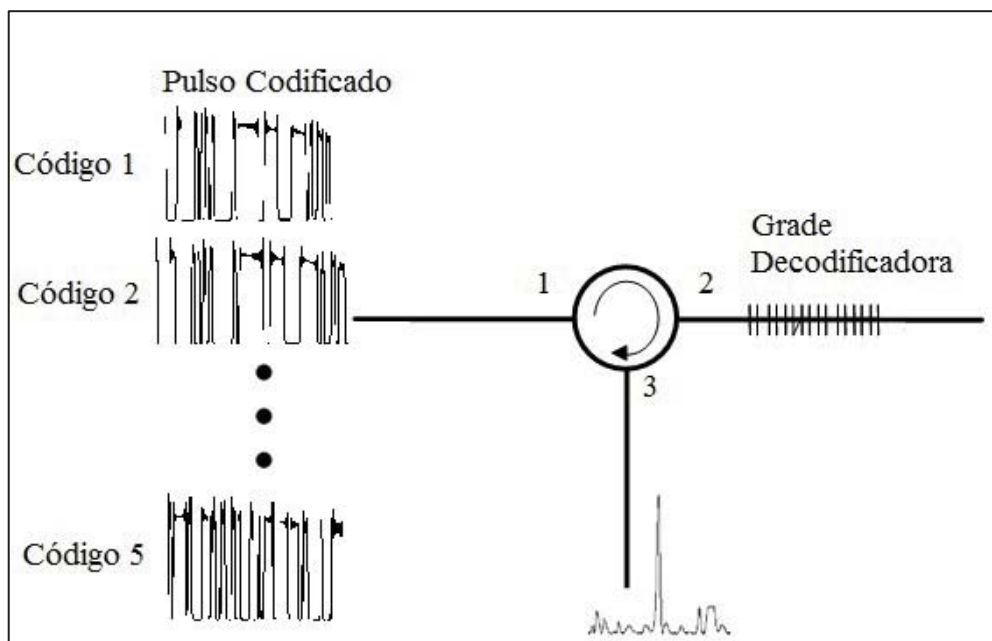 Pulso Codificado
Código 1
Código 2
Código 5
1
2
3
Grade
Decodificadora